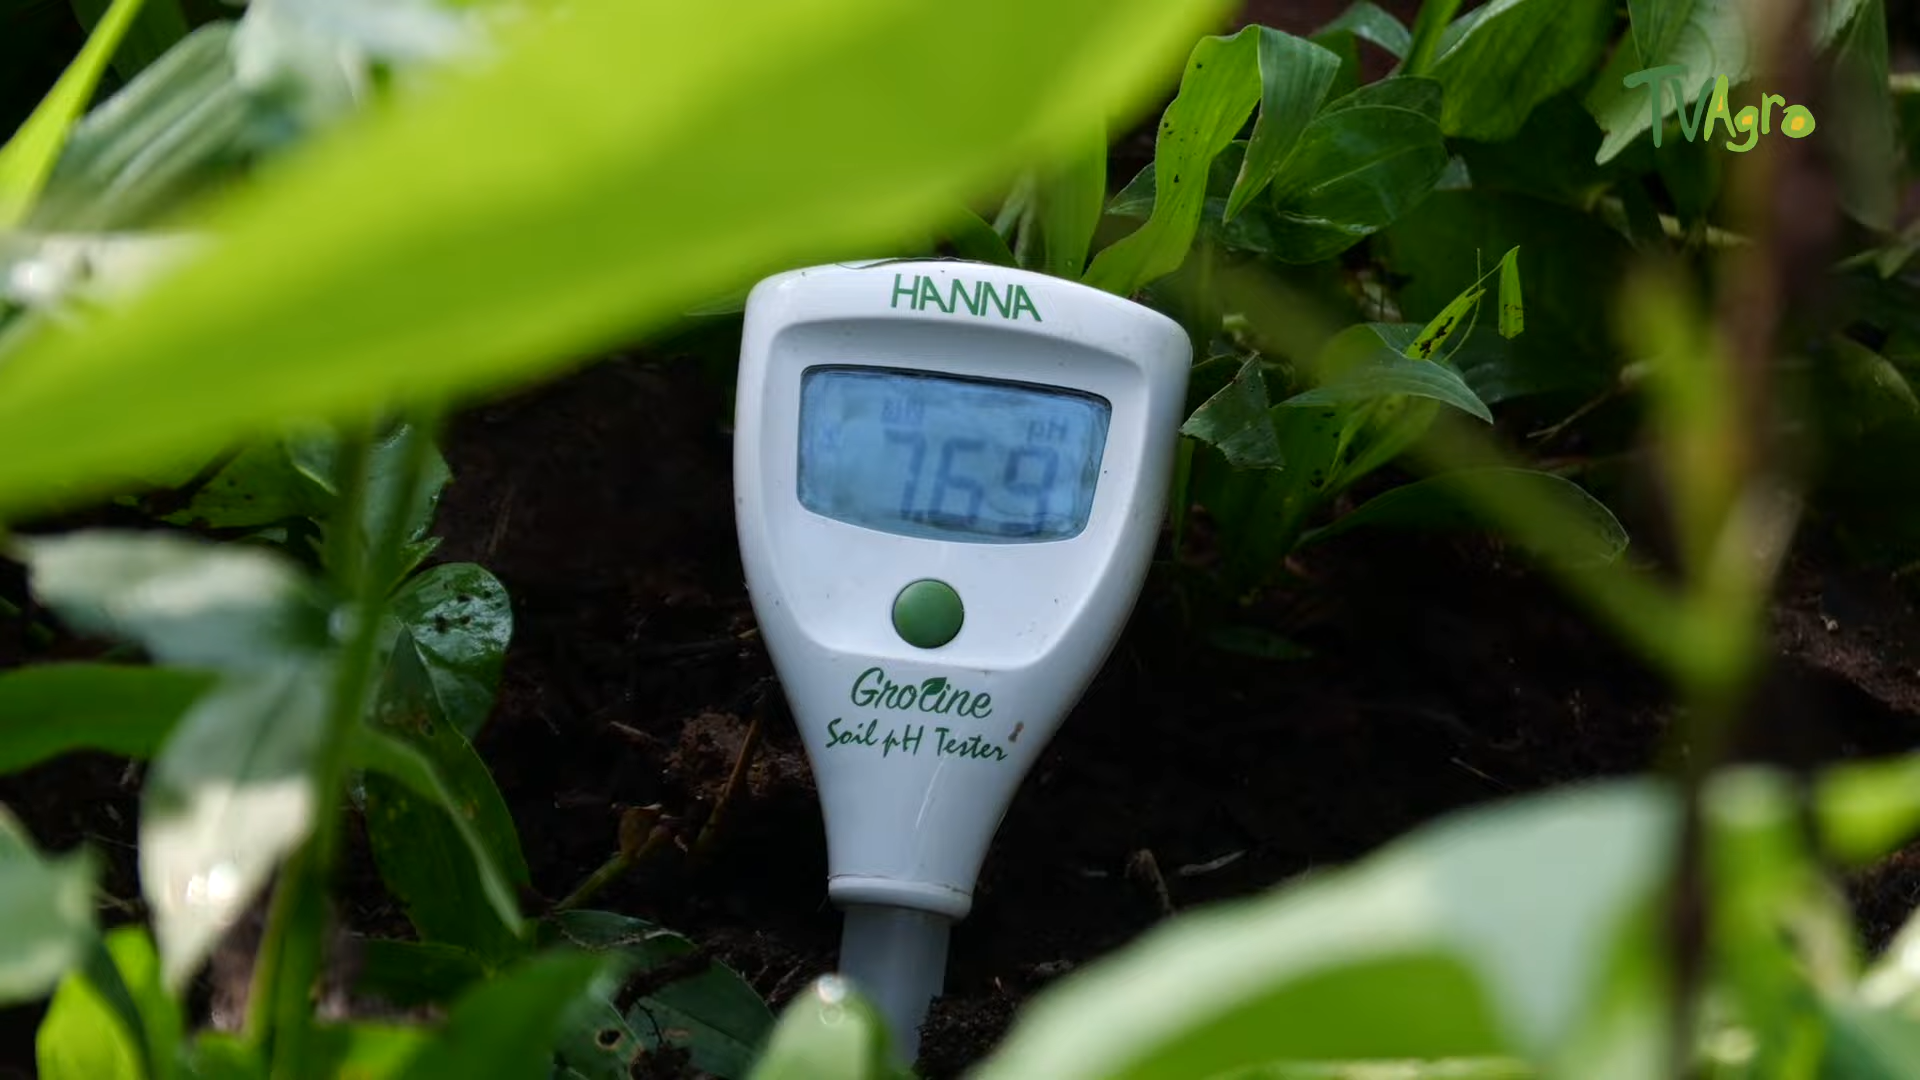 TVAgro
HANNA
pH
7.69
GroLine
Soil pH Tester